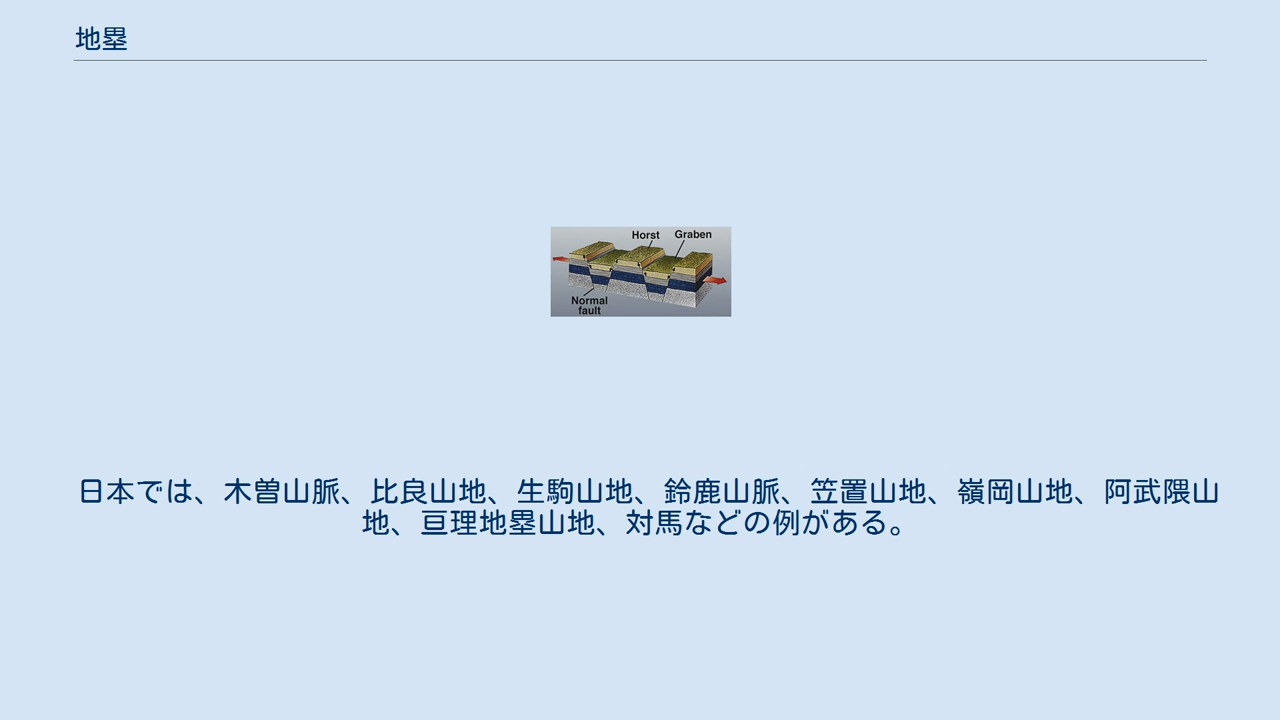 地塁
Horst
Graben
Normal
fault
日本では、木曽山脈、比良山地、生駒山地、鈴鹿山脈、笠置山地、嶺岡山地、阿武隈山
地、亘理地塁山地、対馬などの例がある。